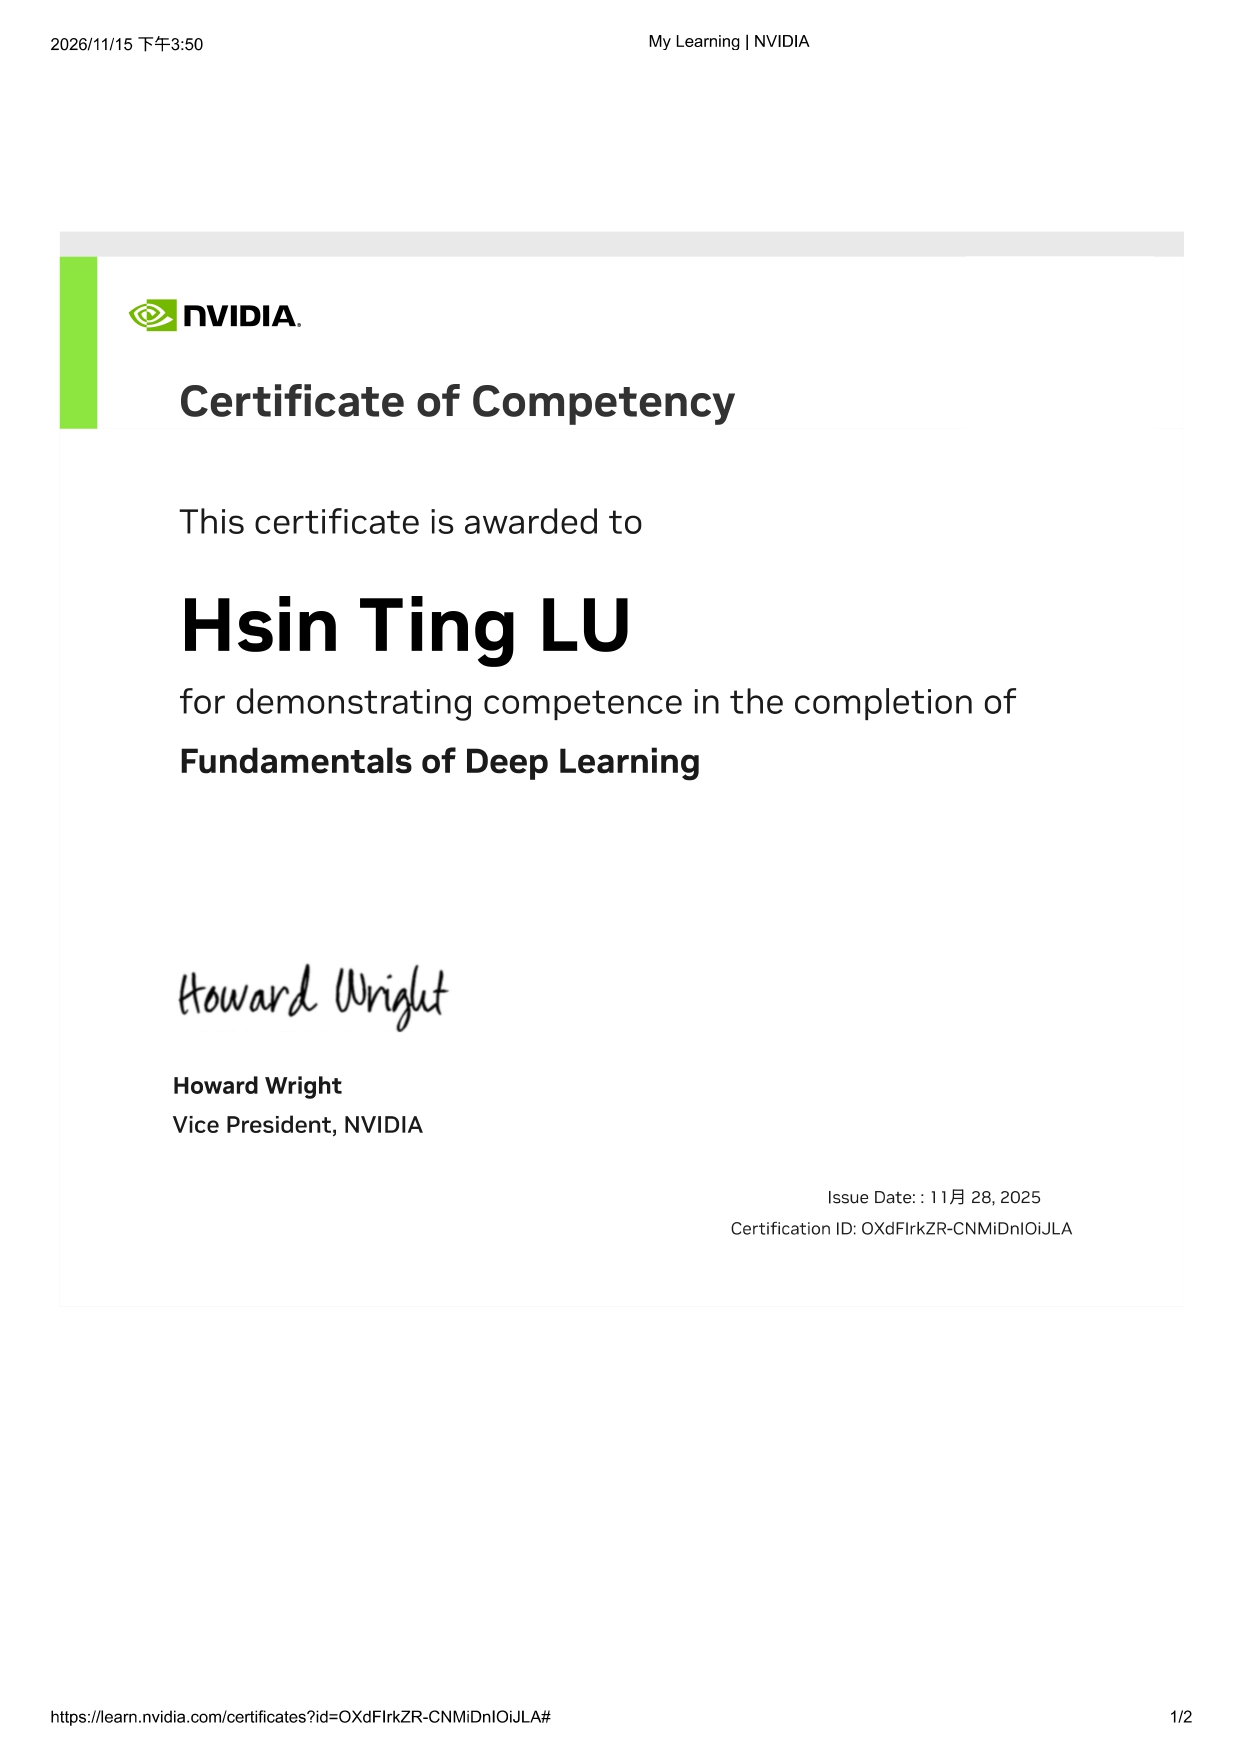 2026/11/15 下午3:50
My Learning | NVIDIA
NVIDIA.
Certificate of Competency
This certificate is awarded to
Hsin Ting LU
for demonstrating competence in the completion of
Fundamentals of Deep Learning
Howard Wright
Howard Wright
Vice President, NVIDIA
Issue Date: : 11月 28, 2025
Certification ID: OXdFIrkZR-CNMiDnIOiJLA
https://learn.nvidia.com/certificates?id=OXdFIrkZR-CNMiDnIOiJLA#
1/2